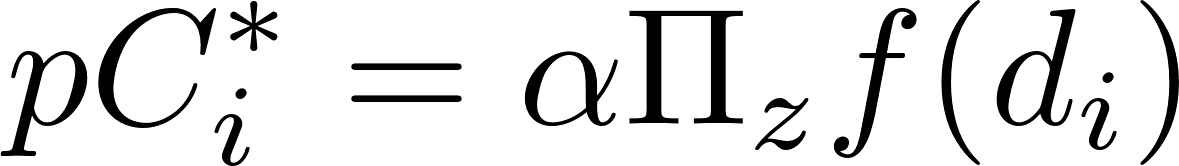 $pC_i^* = \alpha \Pi_z f(d_i)$